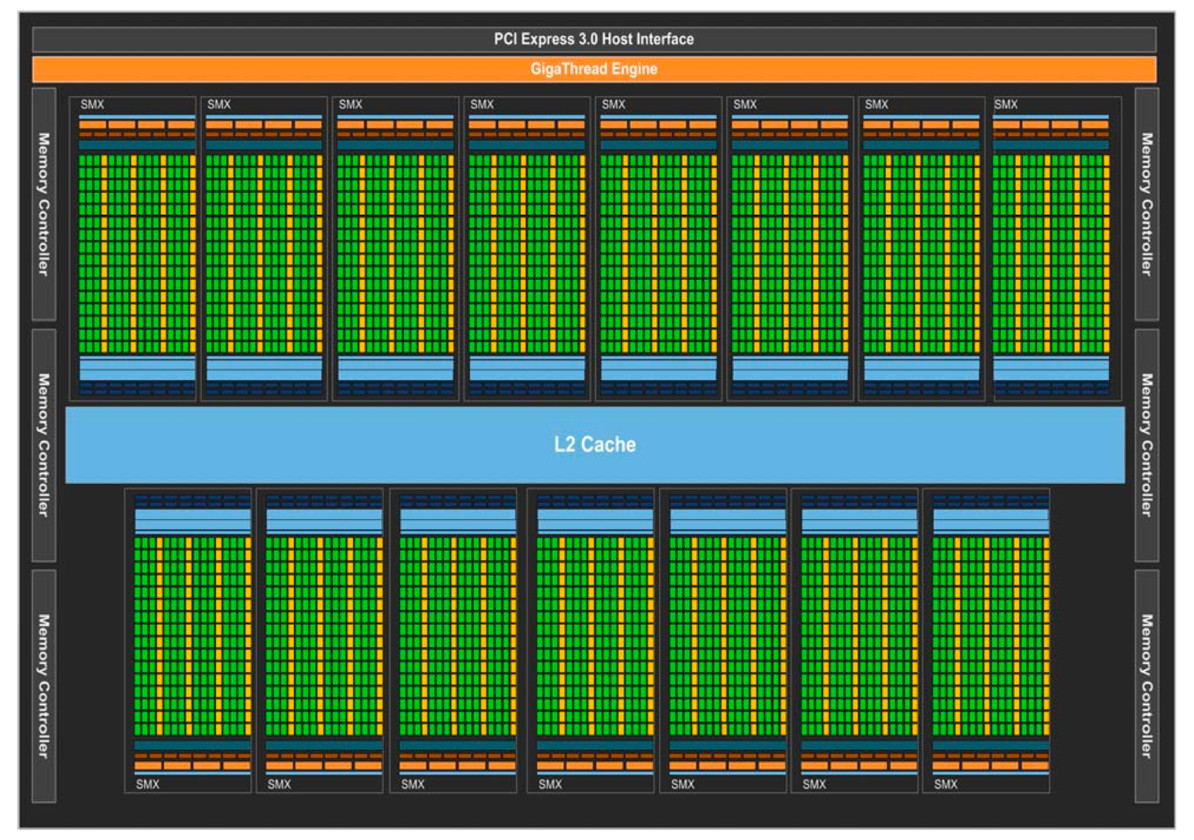 PCI Express 3.0 Host Interface
GigaThread Engine
SMX
SMX
SMX
SMX
SMX
SMX
SMX
SMX
Memory Controller
Memory Controller
Memory Controller
Memory Controller
L2 Cache
Memory Controller
Memory Controller
SMX
SMX
SMX
SMX
SMX
SMX
SMX